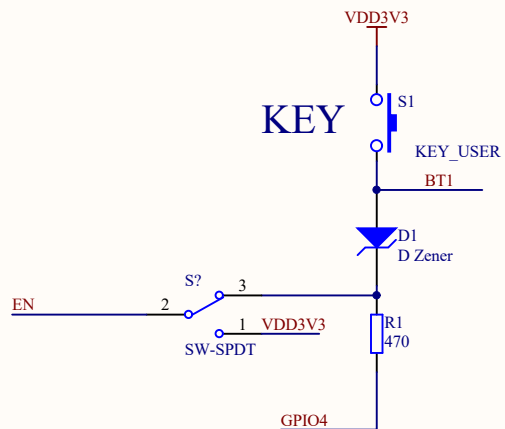 VDD3V3
S1
KEY
KEY_USER
BT1
D1
D Zener
S?
3
EN
2
1
VDD3V3
R1
SW-SPDT
470
GPIO4